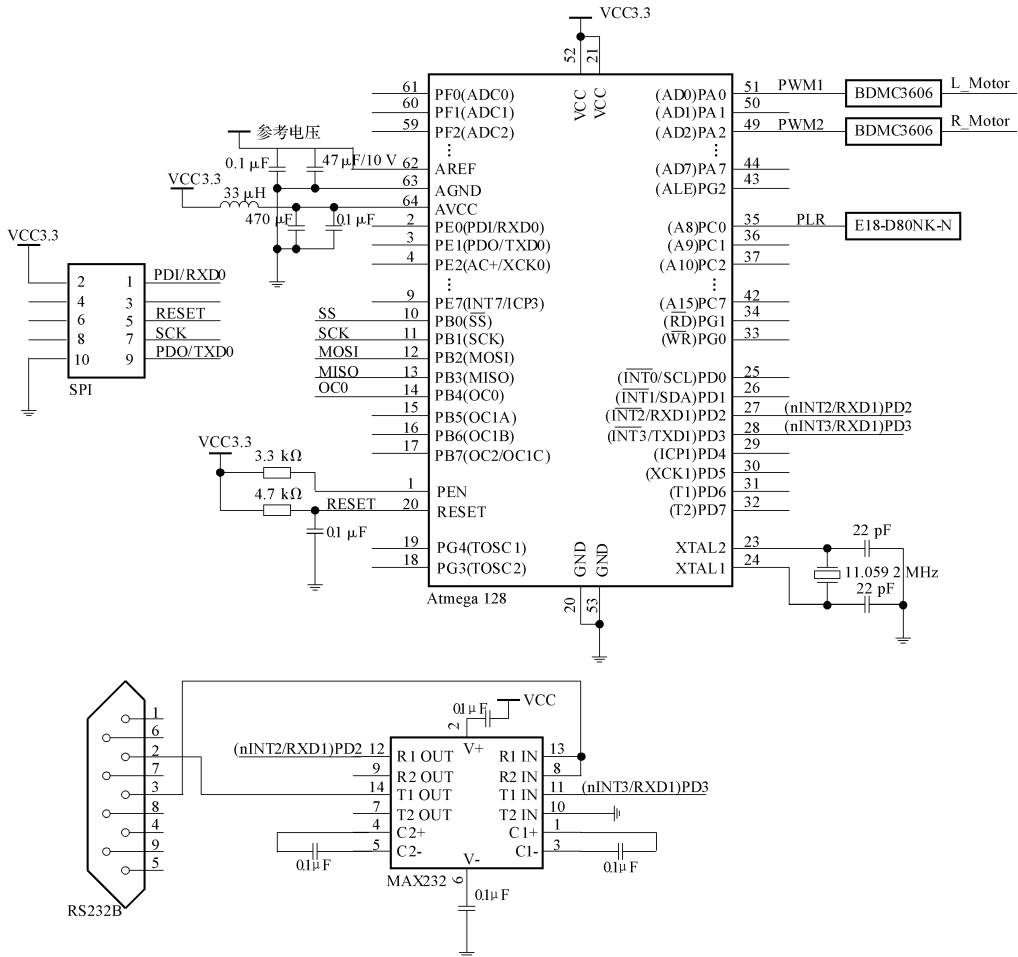 VCC3.3
52
21
VCC
VCC
61
PF0(ADC0)
60
PF1(ADC1)
59
PF2(ADC2)
参考电压
0.1 μF
47 μF/10 V
62
AREF
63
AGND
VCC3.3
33 μH
64
AVCC
470 μF
0.1 μF
2
PE0(PDI/RXD0)
3
PE1(PDO/TXD0)
4
PE2(AC+/XCK0)
9
PE7(INT7/ICP3)
SS
10
PB0(SS)
SCK
11
PB1(SCK)
MOSI
12
PB2(MOSI)
MISO
13
PB3(MISO)
OC0
14
PB4(OC0)
15
PB5(OC1A)
16
PB6(OC1B)
17
PB7(OC2/OC1C)
VCC3.3
3.3 kΩ
1
PEN
4.7 kΩ
RESET
20
RESET
0.1 μF
19
PG4(TOSC1)
18
PG3(TOSC2)
(AD0)PA0
51
PWM1
BDMC3606
L_Motor
(AD1)PA1
50
(AD2)PA2
49
PWM2
BDMC3606
R_Motor
(AD7)PA7
44
(ALE)PG2
43
(A8)PC0
35
PLR
E18-D80NK-N
(A9)PC1
36
(A10)PC2
37
(A15)PC7
42
(RD)PG1
34
(WR)PG0
33
(INT0/SCL)PD0
25
(INT1/SDA)PD1
26
(INT2/RXD1)PD2
27
(nINT2/RXD1)PD2
(INT3/TXD1)PD3
28
(nINT3/RXD1)PD3
(ICP1)PD4
29
(XCK1)PD5
30
(T1)PD6
31
(T2)PD7
32
XTAL2
23
22 pF
XTAL1
24
11.059 2 MHz
22 pF
GND
GND
20
53
Atmega 128
VCC3.3
2
1
PDI/RXD0
4
3
6
5
RESET
8
7
SCK
10
9
PDO/TXD0
SPI
1
6
2
7
3
8
4
9
5
RS232B
0.1μF
VCC
2
V+
(nINT2/RXD1)PD2
12
R1 OUT
R1 IN
13
9
R2 OUT
R2 IN
8
14
T1 OUT
T1 IN
11
(nINT3/RXD1)PD3
7
T2 OUT
T2 IN
10
4
C2+
C1+
1
5
C2-
C1-
3
0.1μF
0.1μF
V-
MAX232
6
0.1μF